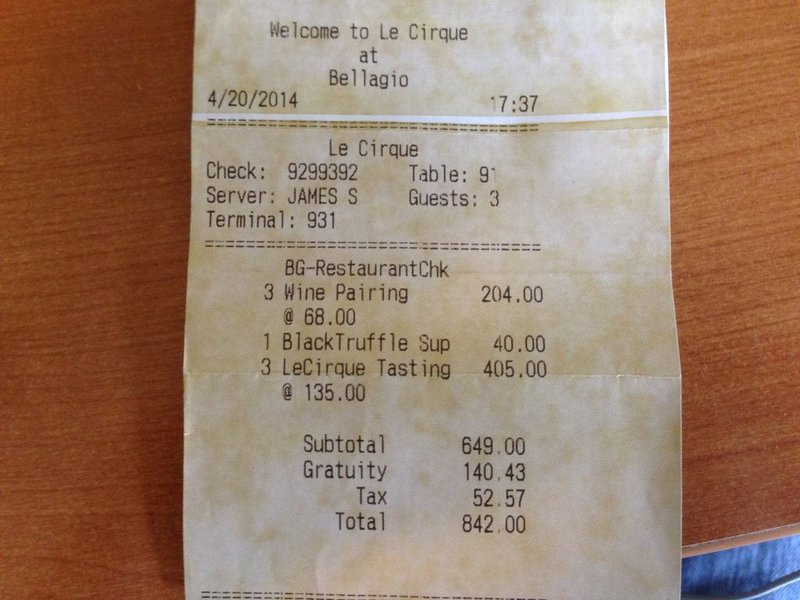 Welcome to Le Cirque
at
Bellagio
4/20/2014 17:37
Le Cirque
Check: 9299392 Table: 91
Server: JAMES S Guests: 3
Terminal: 931
BG-RestaurantChk
3 Wine Pairing 204.00
@ 68.00
1 BlackTruffle Sup 40.00
3 LeCirque Tasting 405.00
@ 135.00
Subtotal 649.00
Gratuity 140.43
Tax 52.57
Total 842.00